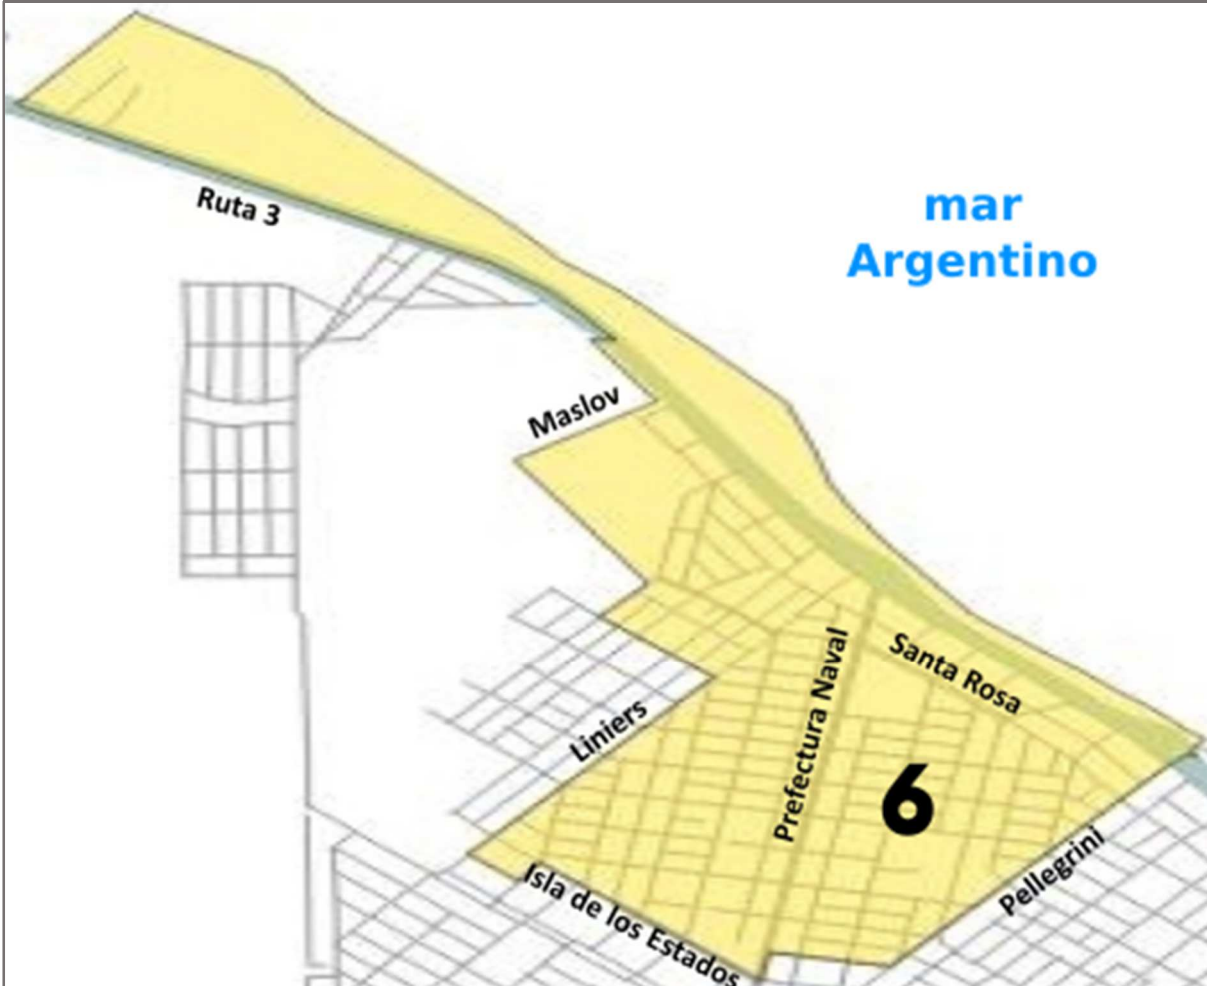 Ruta 3
mar
Argentino
Maslov
Santa Rosa
Prefectura Naval
Liniers
6
Pellegrini
Isla de los Estados